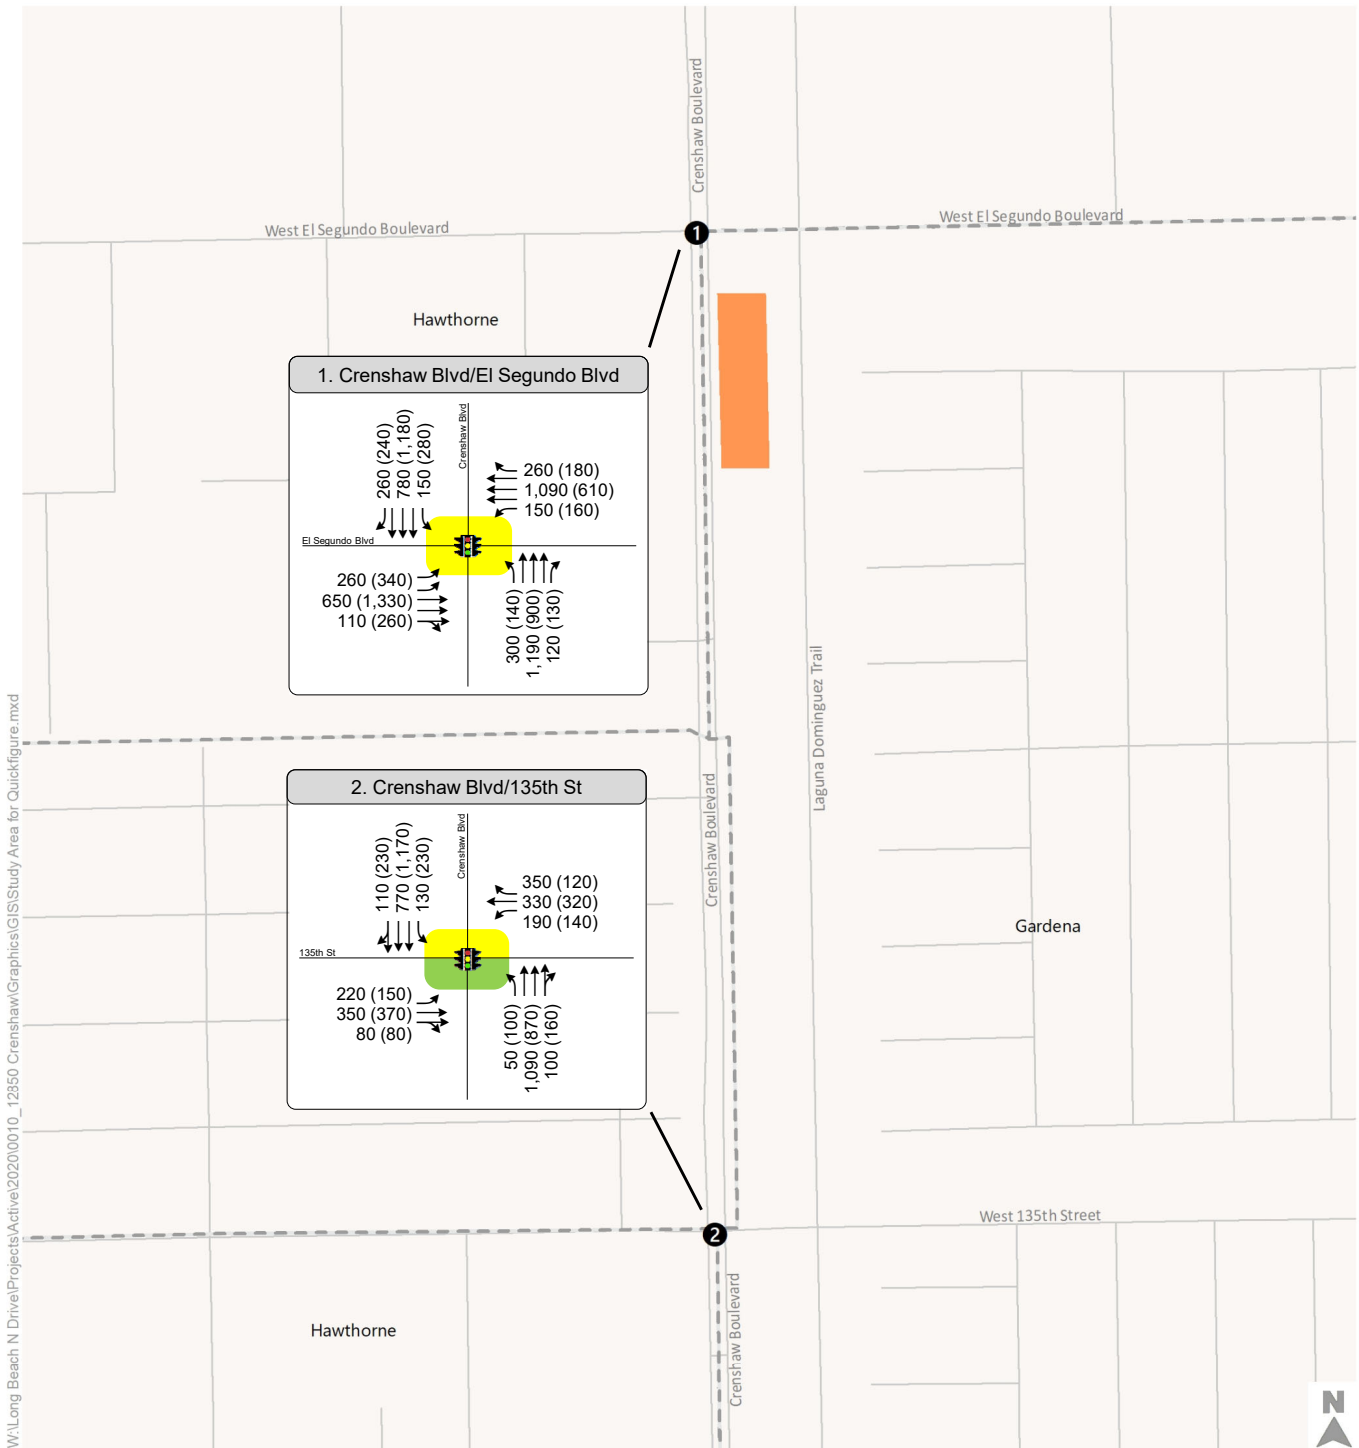 Crenshaw Boulevard
West El Segundo Boulevard
West El Segundo Boulevard
1
Hawthorne
1. Crenshaw Blvd/El Segundo Blvd
260 (240)
780 (1,180)
150 (280)
Crenshaw Blvd
260 (180)
1,090 (610)
150 (160)
El Segundo Blvd
260 (340)
650 (1,330)
110 (260)
300 (140)
1,190 (900)
120 (130)
Laguna Dominguez Trail
Crenshaw Boulevard
2. Crenshaw Blvd/135th St
110 (230)
770 (1,170)
130 (230)
Crenshaw Blvd
350 (120)
330 (320)
190 (140)
135th St
220 (150)
350 (370)
80 (80)
50 (100)
1,090 (870)
100 (160)
Gardena
West 135th Street
2
Hawthorne
Crenshaw Boulevard
N
W:\Long Beach N Drive\Projects\Active\2020\0010_12850 Crenshaw\Graphics\GIS\Study Area for Quickfigure.mxd